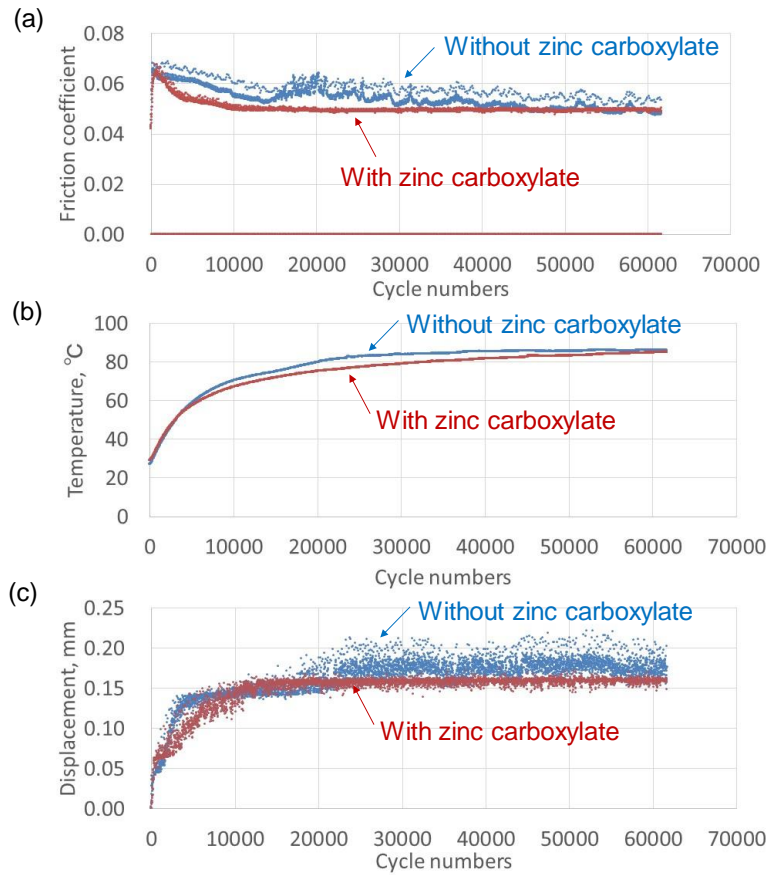 (a)
0.08
0.06
0.04
0.02
0.00
Friction coefficient
Without zinc carboxylate
With zinc carboxylate
0 10000 20000 30000 40000 50000 60000 70000
Cycle numbers
(b)
100
80
60
40
20
0
Temperature, ℃
Without zinc carboxylate
With zinc carboxylate
0 10000 20000 30000 40000 50000 60000 70000
Cycle numbers
(c)
0.25
0.20
0.15
0.10
0.05
0.00
Displacement, mm
Without zinc carboxylate
With zinc carboxylate
0 10000 20000 30000 40000 50000 60000 70000
Cycle numbers